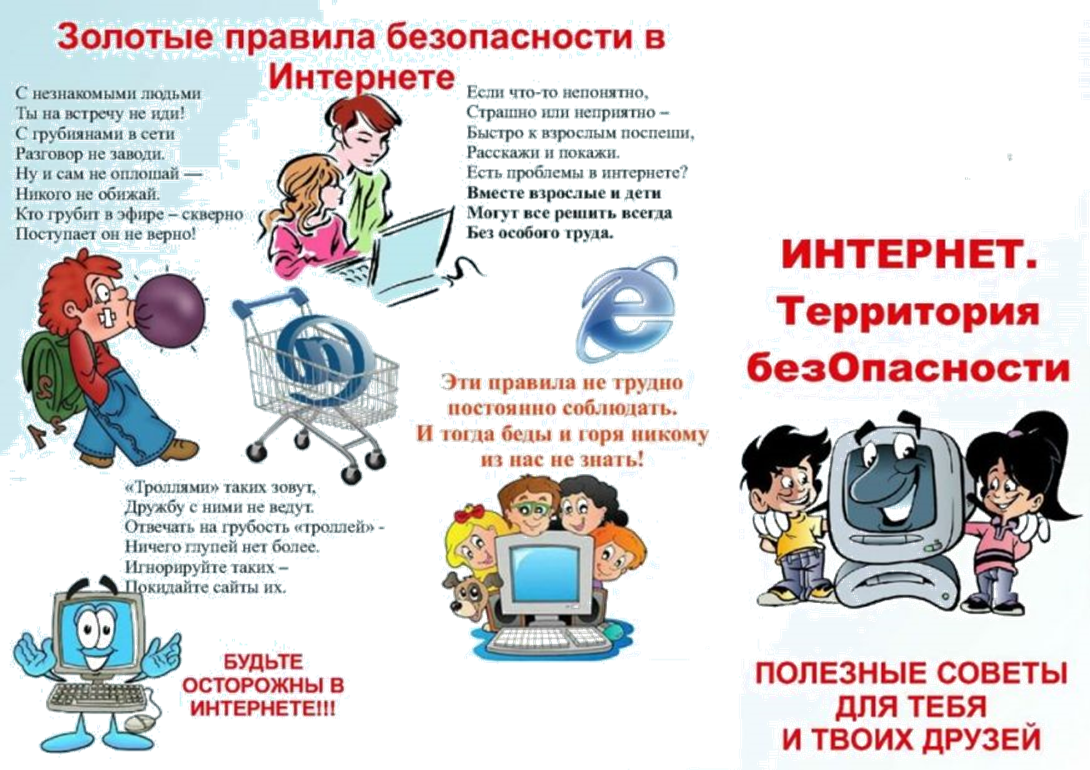 Золотые правила безопасности в
Интернете
С незнакомыми людьми
Ты на встречу не иди!
С грубиянами в сети
Разговор не заводи.
Ну и сам не оплошай —
Никого не обижай.
Кто грубит в эфире – скверно
Поступает он не верно!
Если что-то непонятно,
Страшно или неприятно –
Быстро к взрослым поспеши,
Расскажи и покажи.
Есть проблемы в интернете?
Вместе взрослые и дети
Могут все решить всегда
Без особого труда.
Эти правила не трудно
постоянно соблюдать.
И тогда беды и горя никому
из нас не знать!
«Троллями» таких зовут,
Дружбу с ними не ведут.
Отвечать на грубость «троллей» -
Ничего глупей нет более.
Игнорируйте таких –
Покидайте сайты их.
БУДЬТЕ
ОСТОРОЖНЫ В
ИНТЕРНЕТЕ!!!
ИНТЕРНЕТ.
Территория
безОпасности
ПОЛЕЗНЫЕ СОВЕТЫ
ДЛЯ ТЕБЯ
И ТВОИХ ДРУЗЕЙ